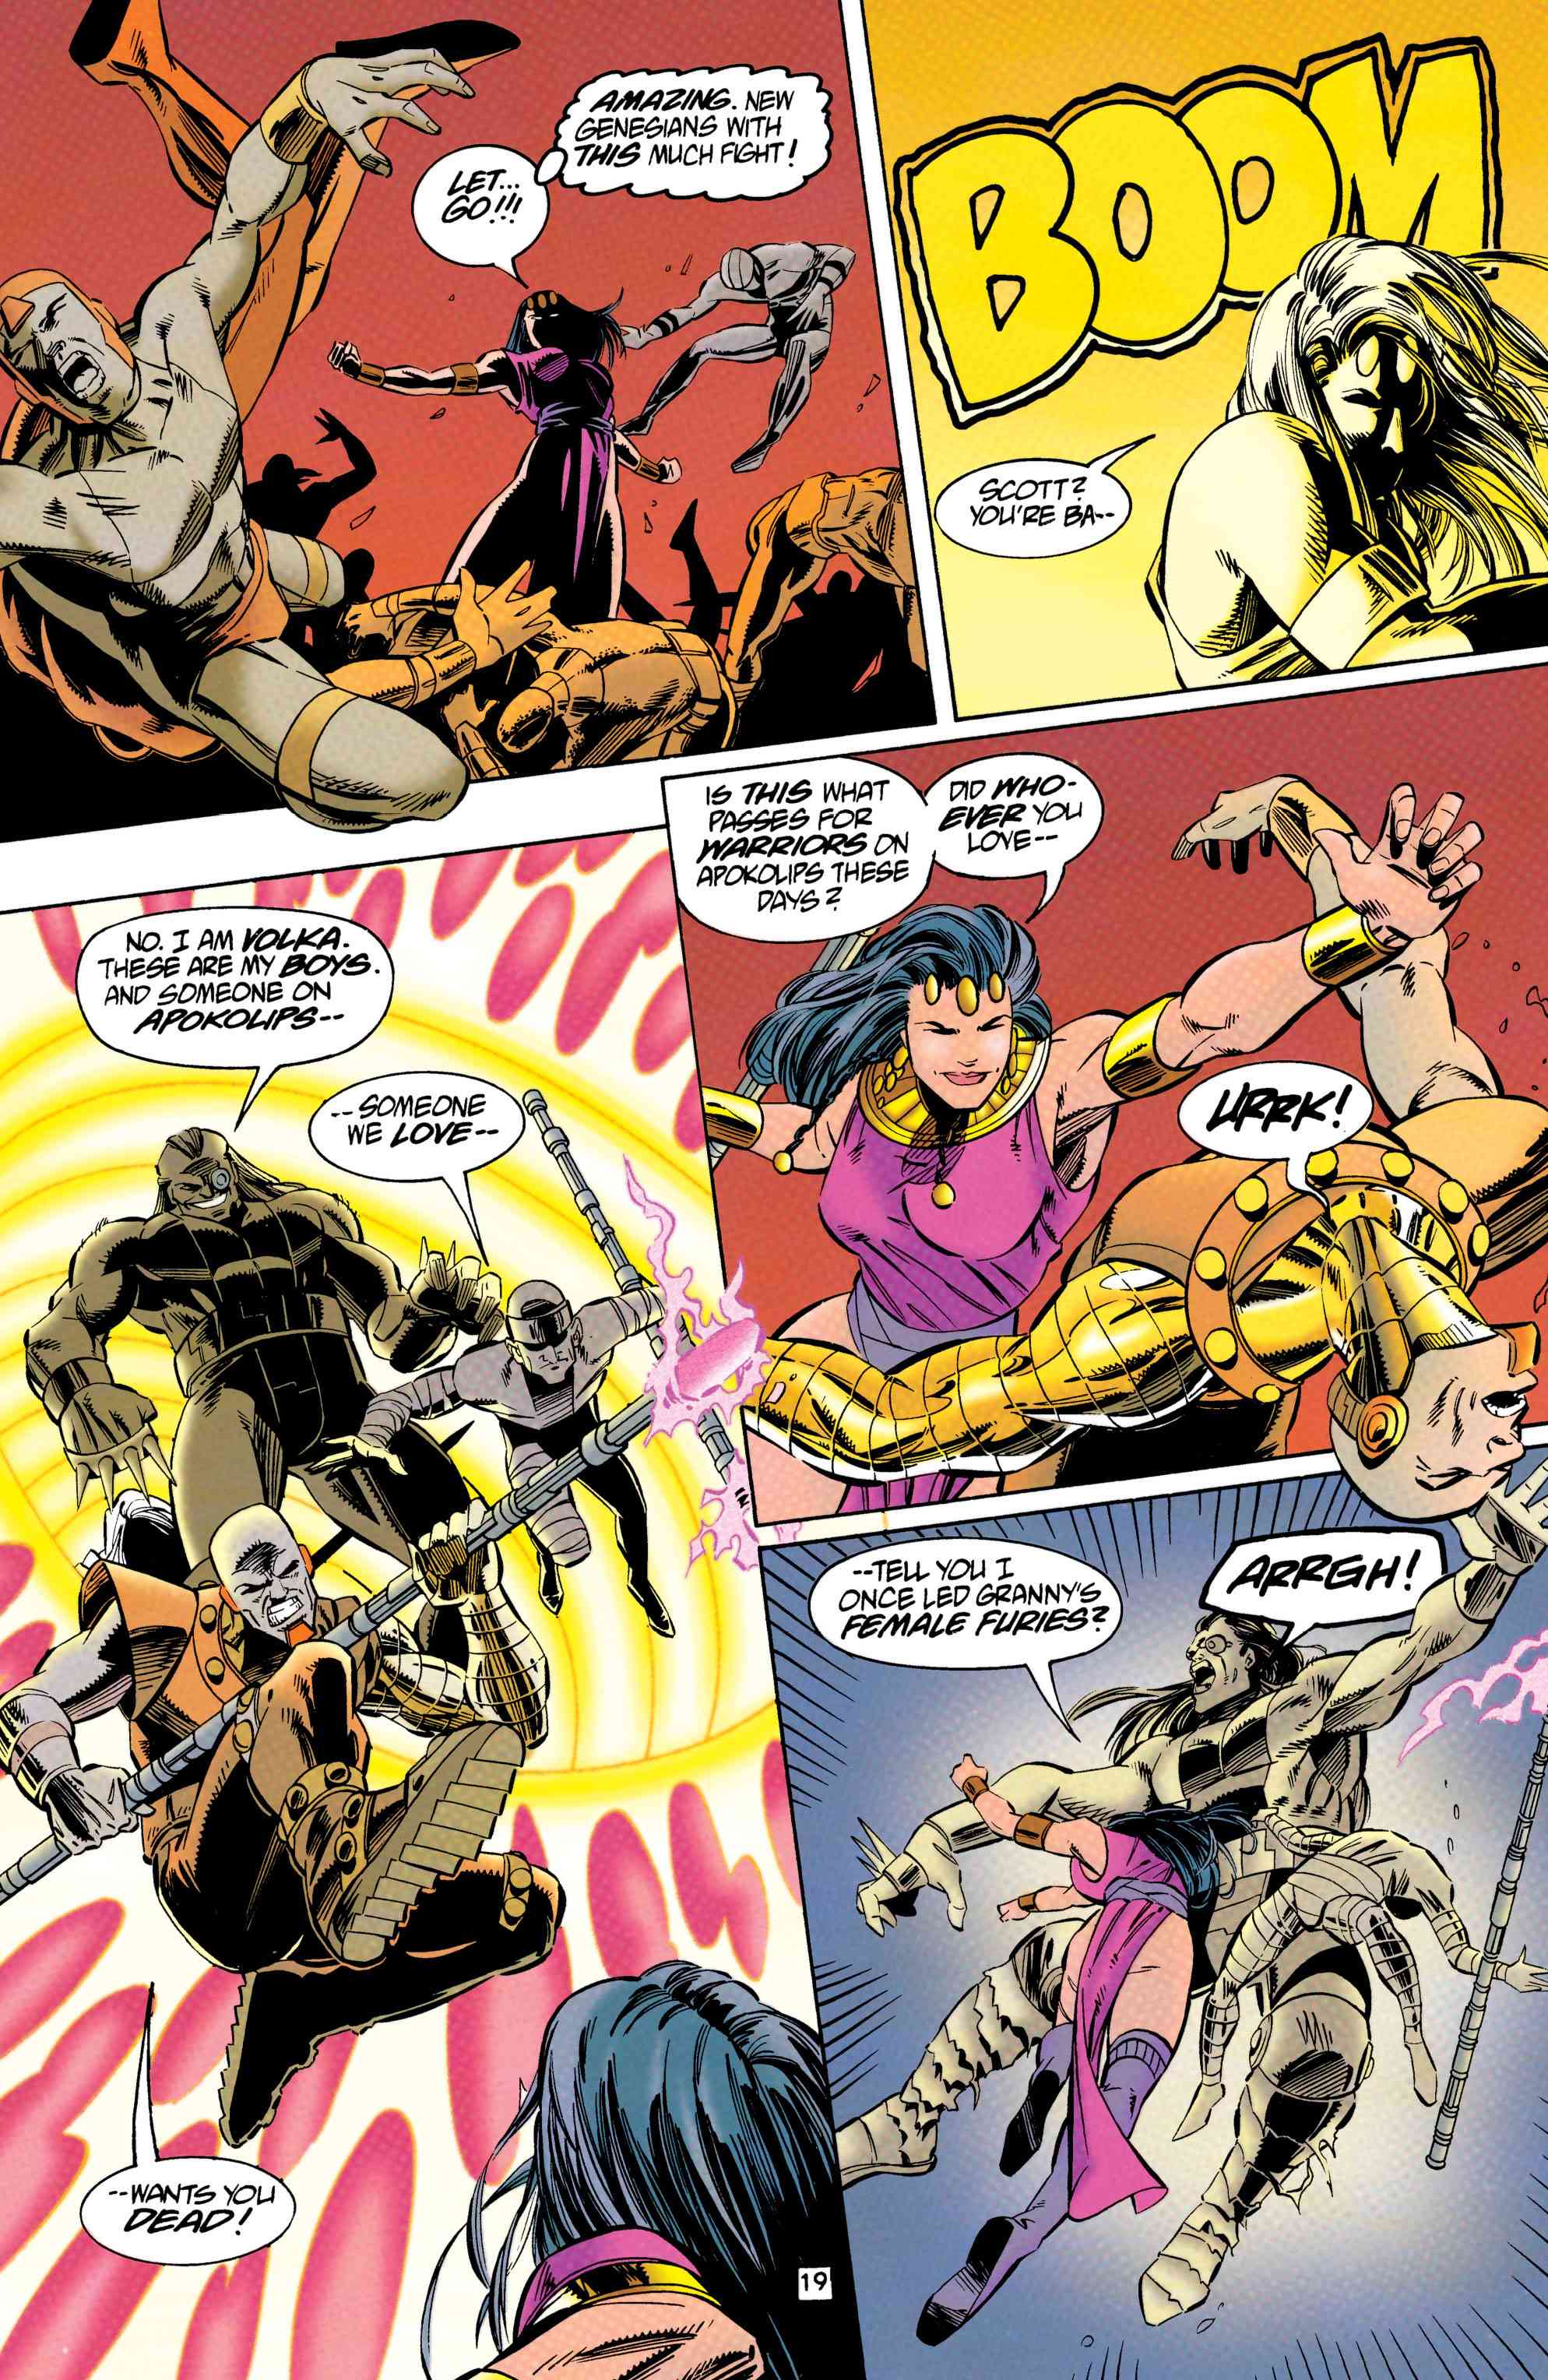 LET...
GO!!!
AMAZING. NEW
GENESIANS WITH
THIS MUCH FIGHT!
BOOM
SCOTT?
YOU'RE BA--
NO. I AM VOLKA.
THESE ARE MY BOYS.
AND SOMEONE ON
APOKOLIPS--
--SOMEONE
WE LOVE--
--WANTS YOU
DEAD!
IS THIS WHAT
PASSES FOR
WARRIORS ON
APOKOLIPS THESE
DAYS?
DID WHO-
EVER YOU
LOVE--
URRK!
--TELL YOU I
ONCE LED GRANNY'S
FEMALE FURIES?
ARRGH!
19